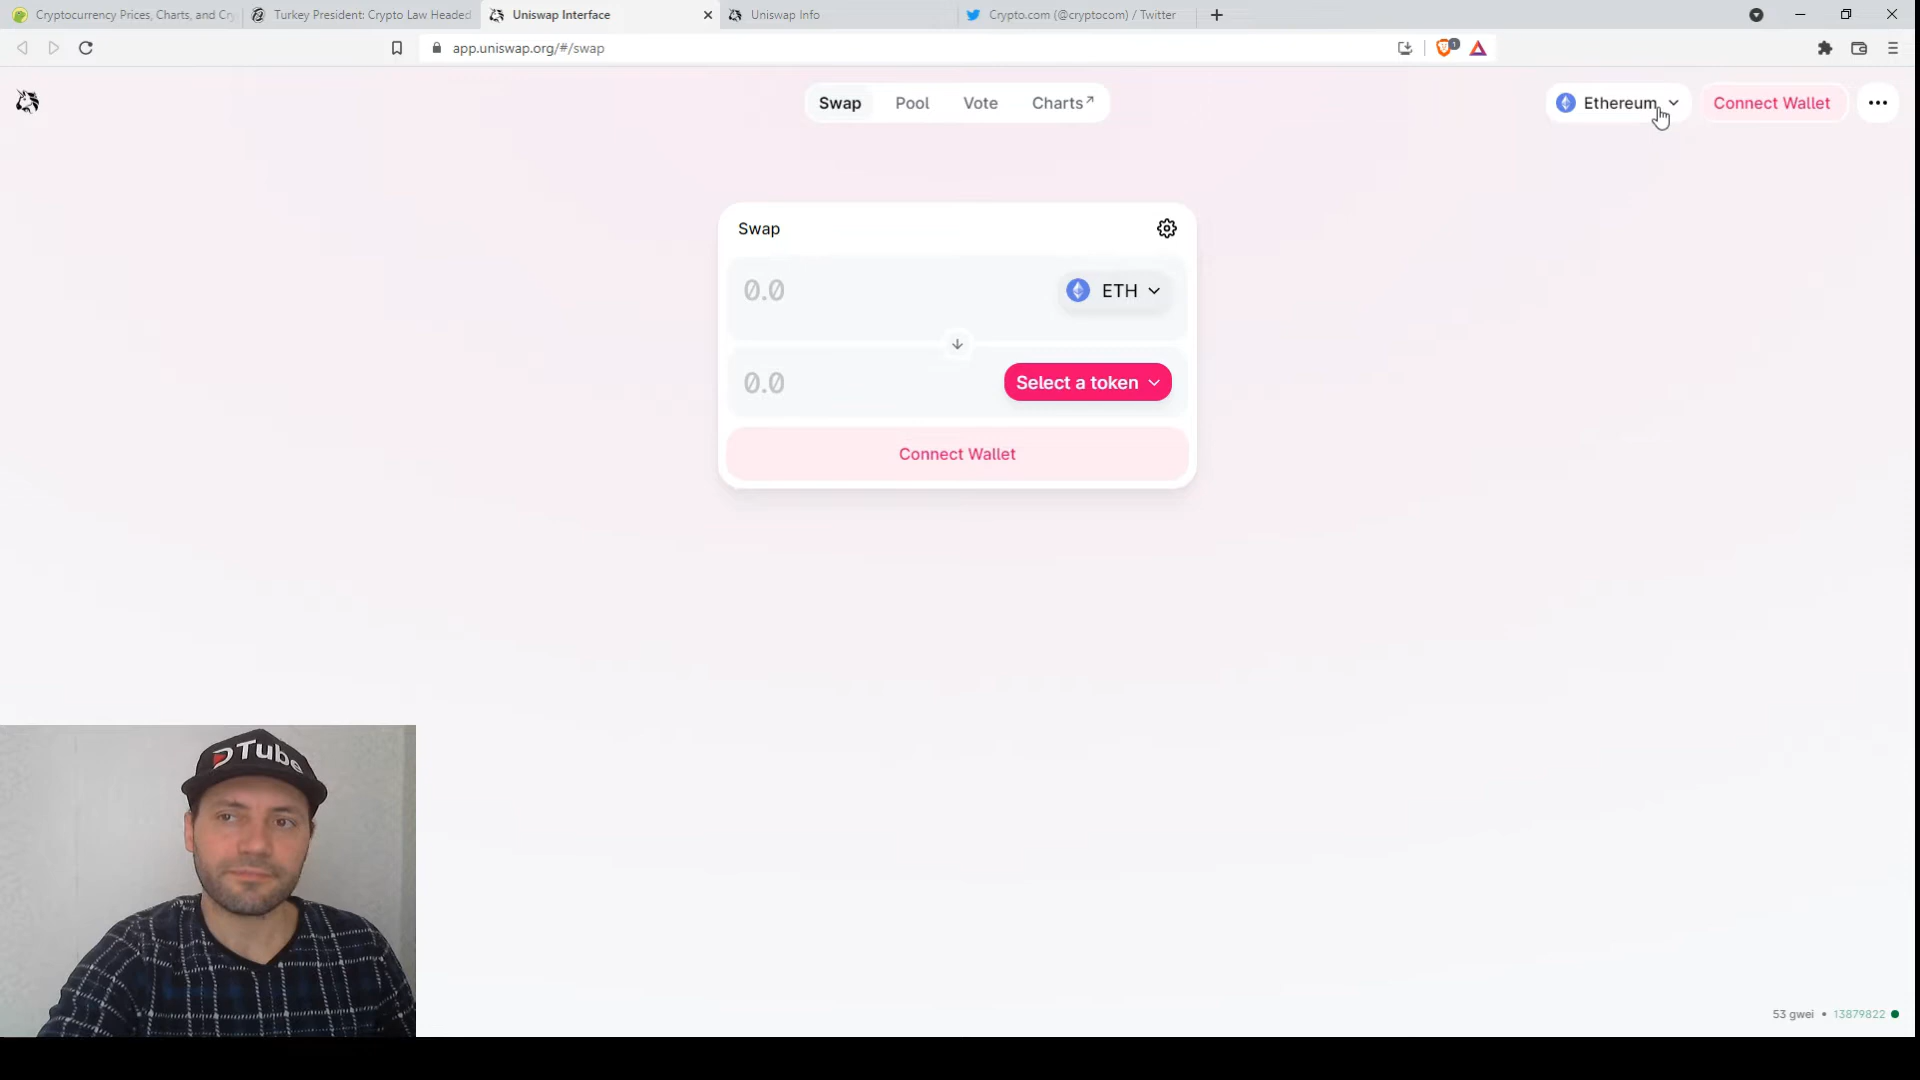 Cryptocurrency Prices, Charts, and Cry
Turkey President: Crypto Law Headed
Uniswap Interface
Uniswap Info
Crypto.com (@cryptocom) / Twitter
app.uniswap.org/#/swap
1
Swap
Pool
Vote
Charts↗
Ethereum
Connect Wallet
Swap
0.0
ETH
0.0
Select a token
Connect Wallet
DTube
53 gwei • 13879822